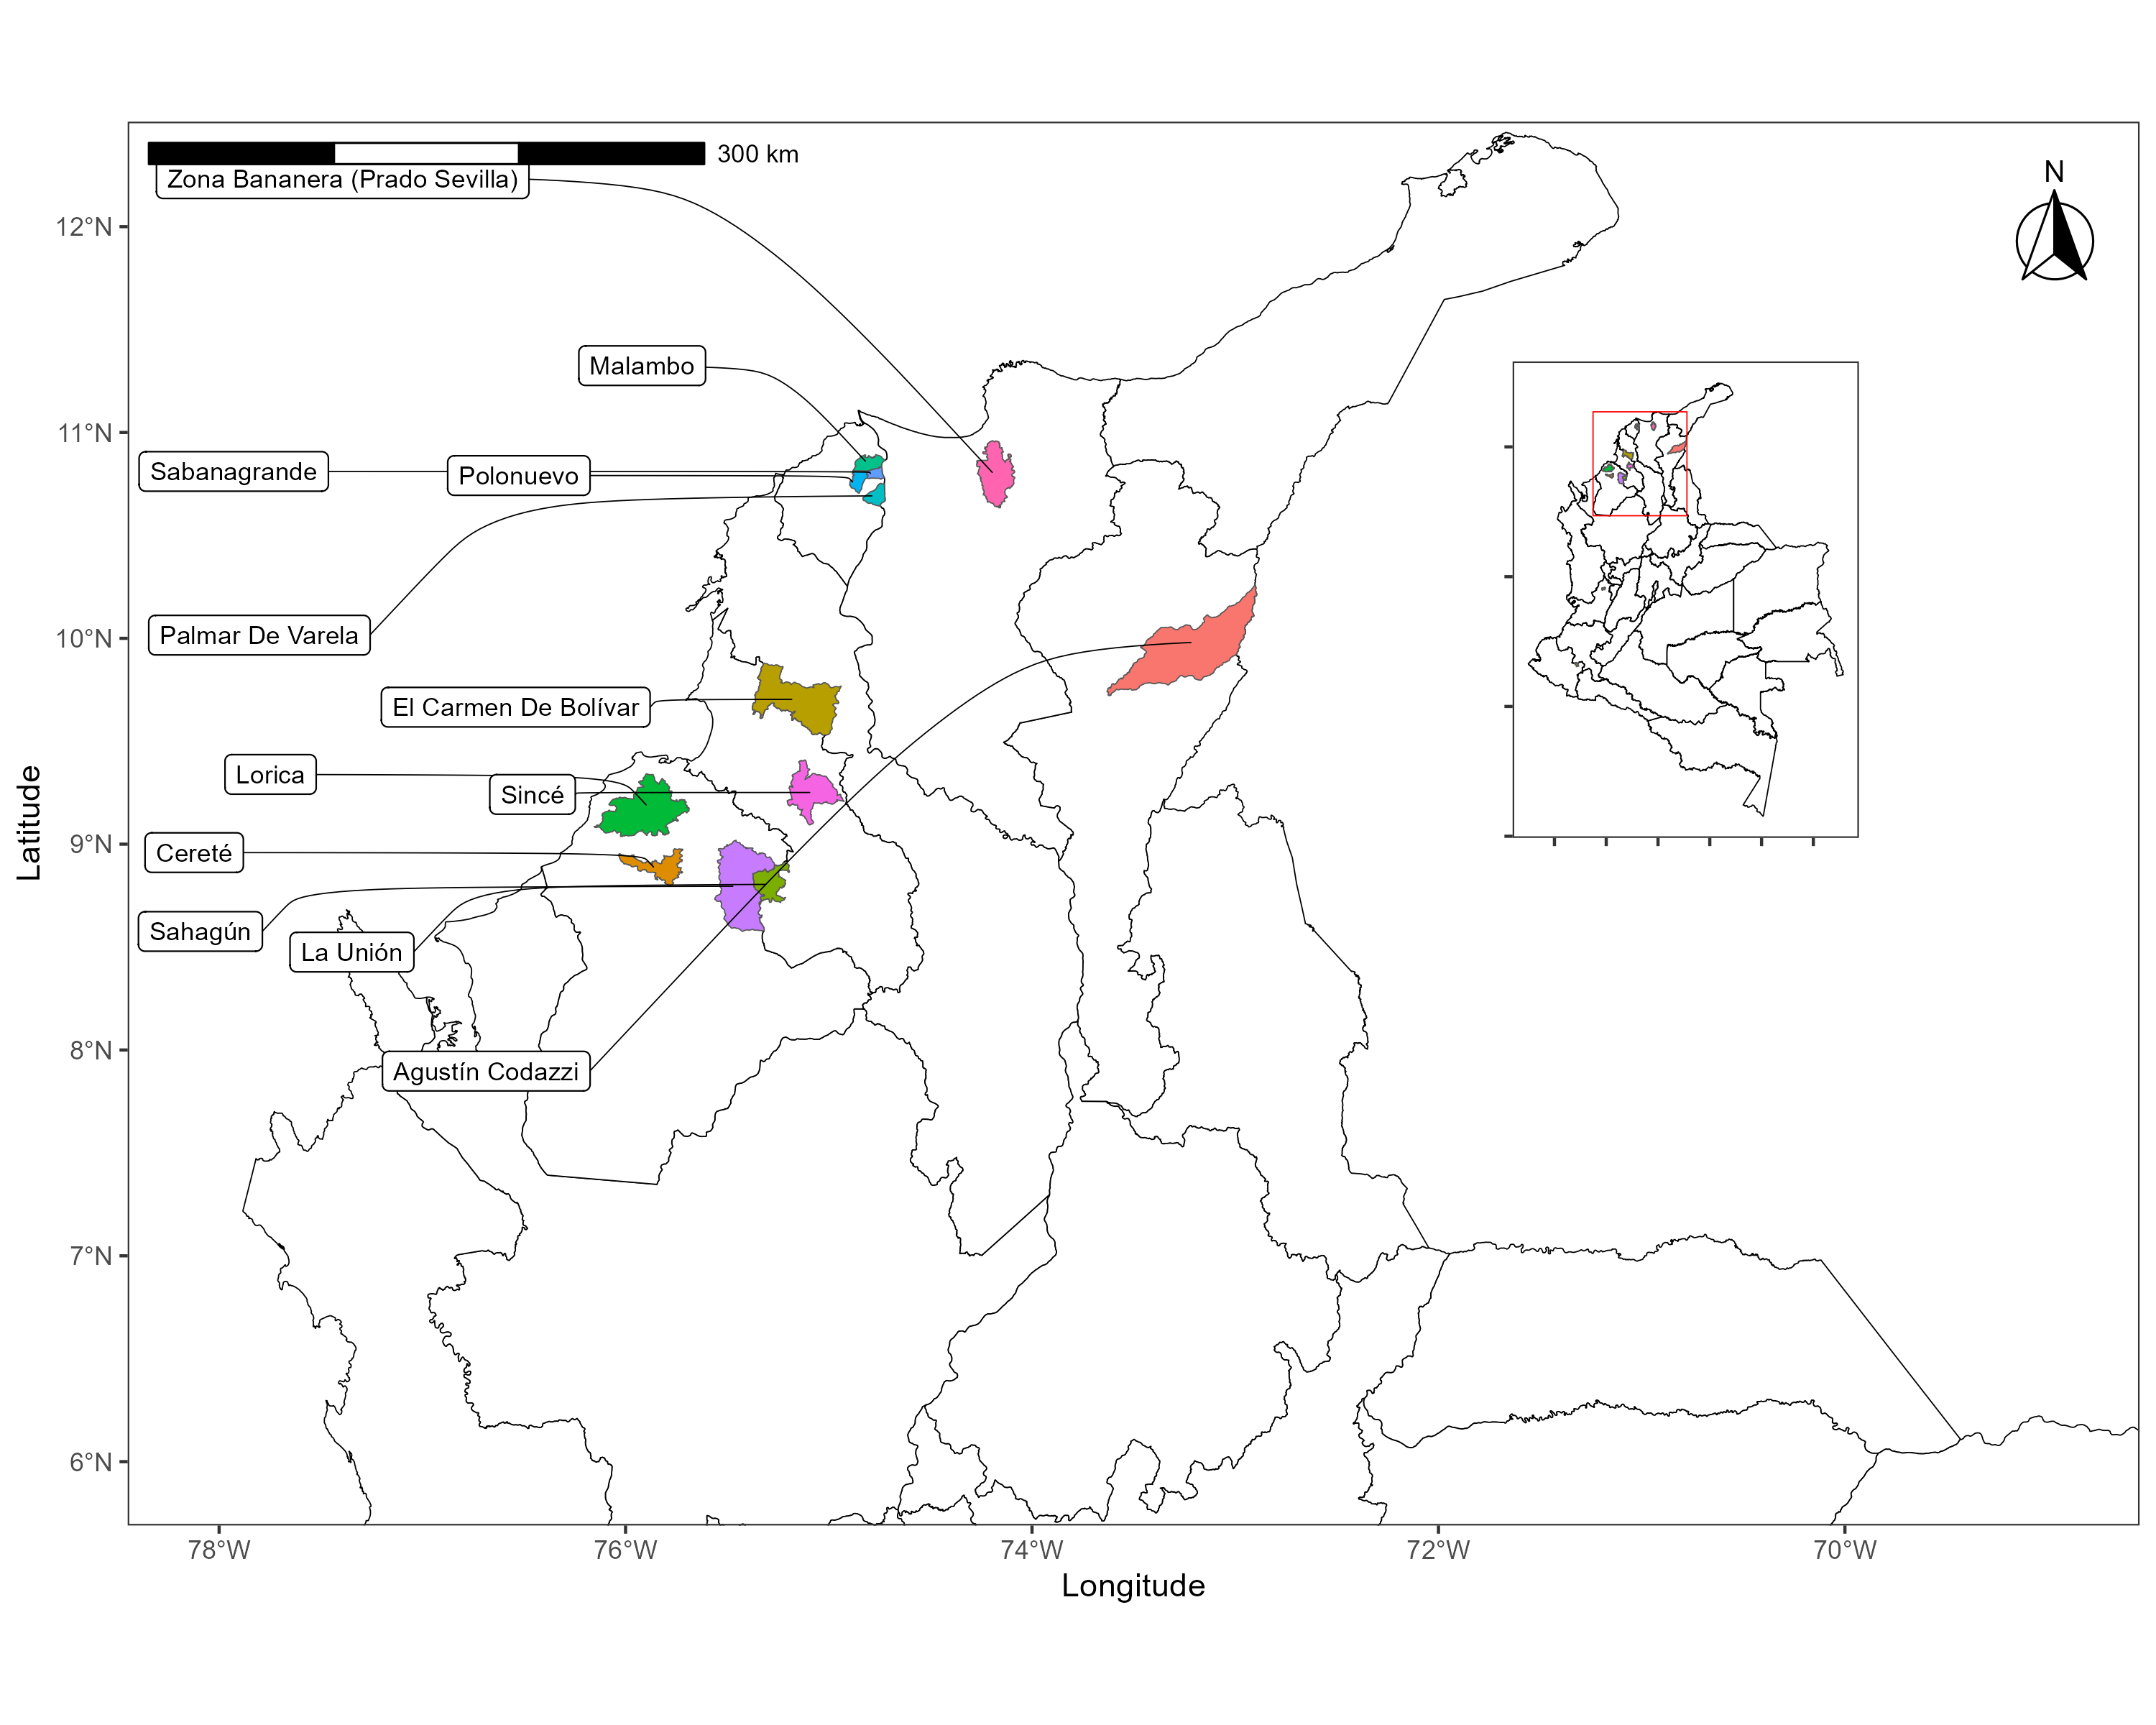 300 km
Zona Bananera (Prado Sevilla)
N
12°N
Malambo
11°N
Sabanagrande
Polonuevo
Palmar De Varela
10°N
El Carmen De Bolívar
Lorica
Sincé
9°N
Cereté
Sahagún
La Unión
8°N
Agustín Codazzi
7°N
6°N
Latitude
78°W
76°W
74°W
72°W
70°W
Longitude